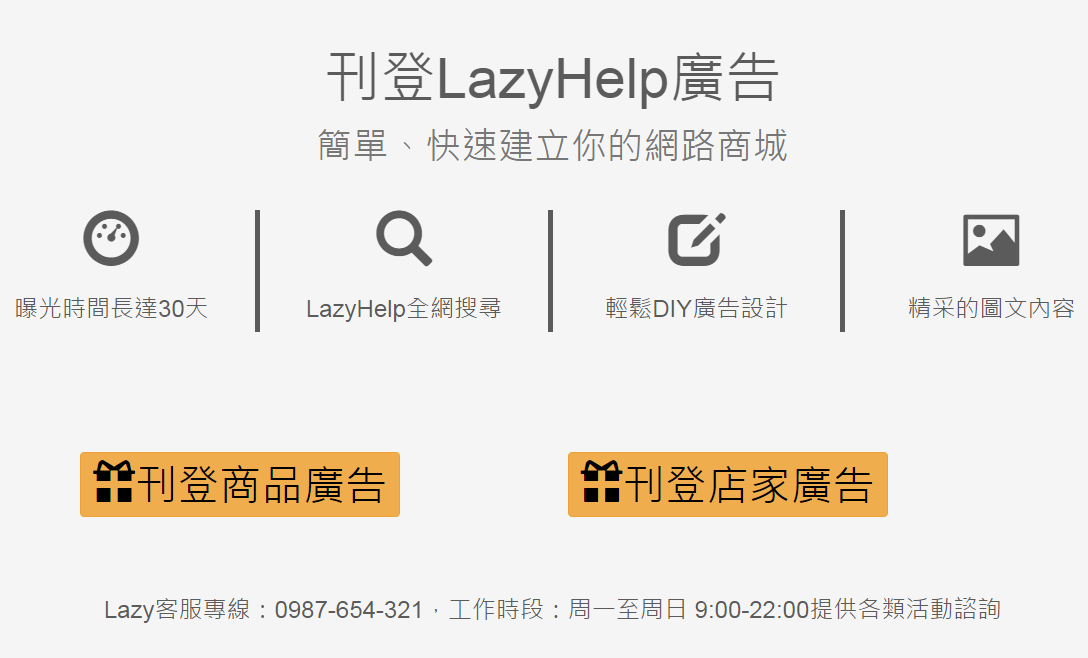 刊登LazyHelp廣告
簡單、快速建立你的網路商城
曝光時間長達30天
LazyHelp全網搜尋
輕鬆DIY廣告設計
精采的圖文內容
刊登商品廣告
刊登店家廣告
Lazy客服專線：0987-654-321，工作時段：周一至周日 9:00-22:00提供各類活動諮詢